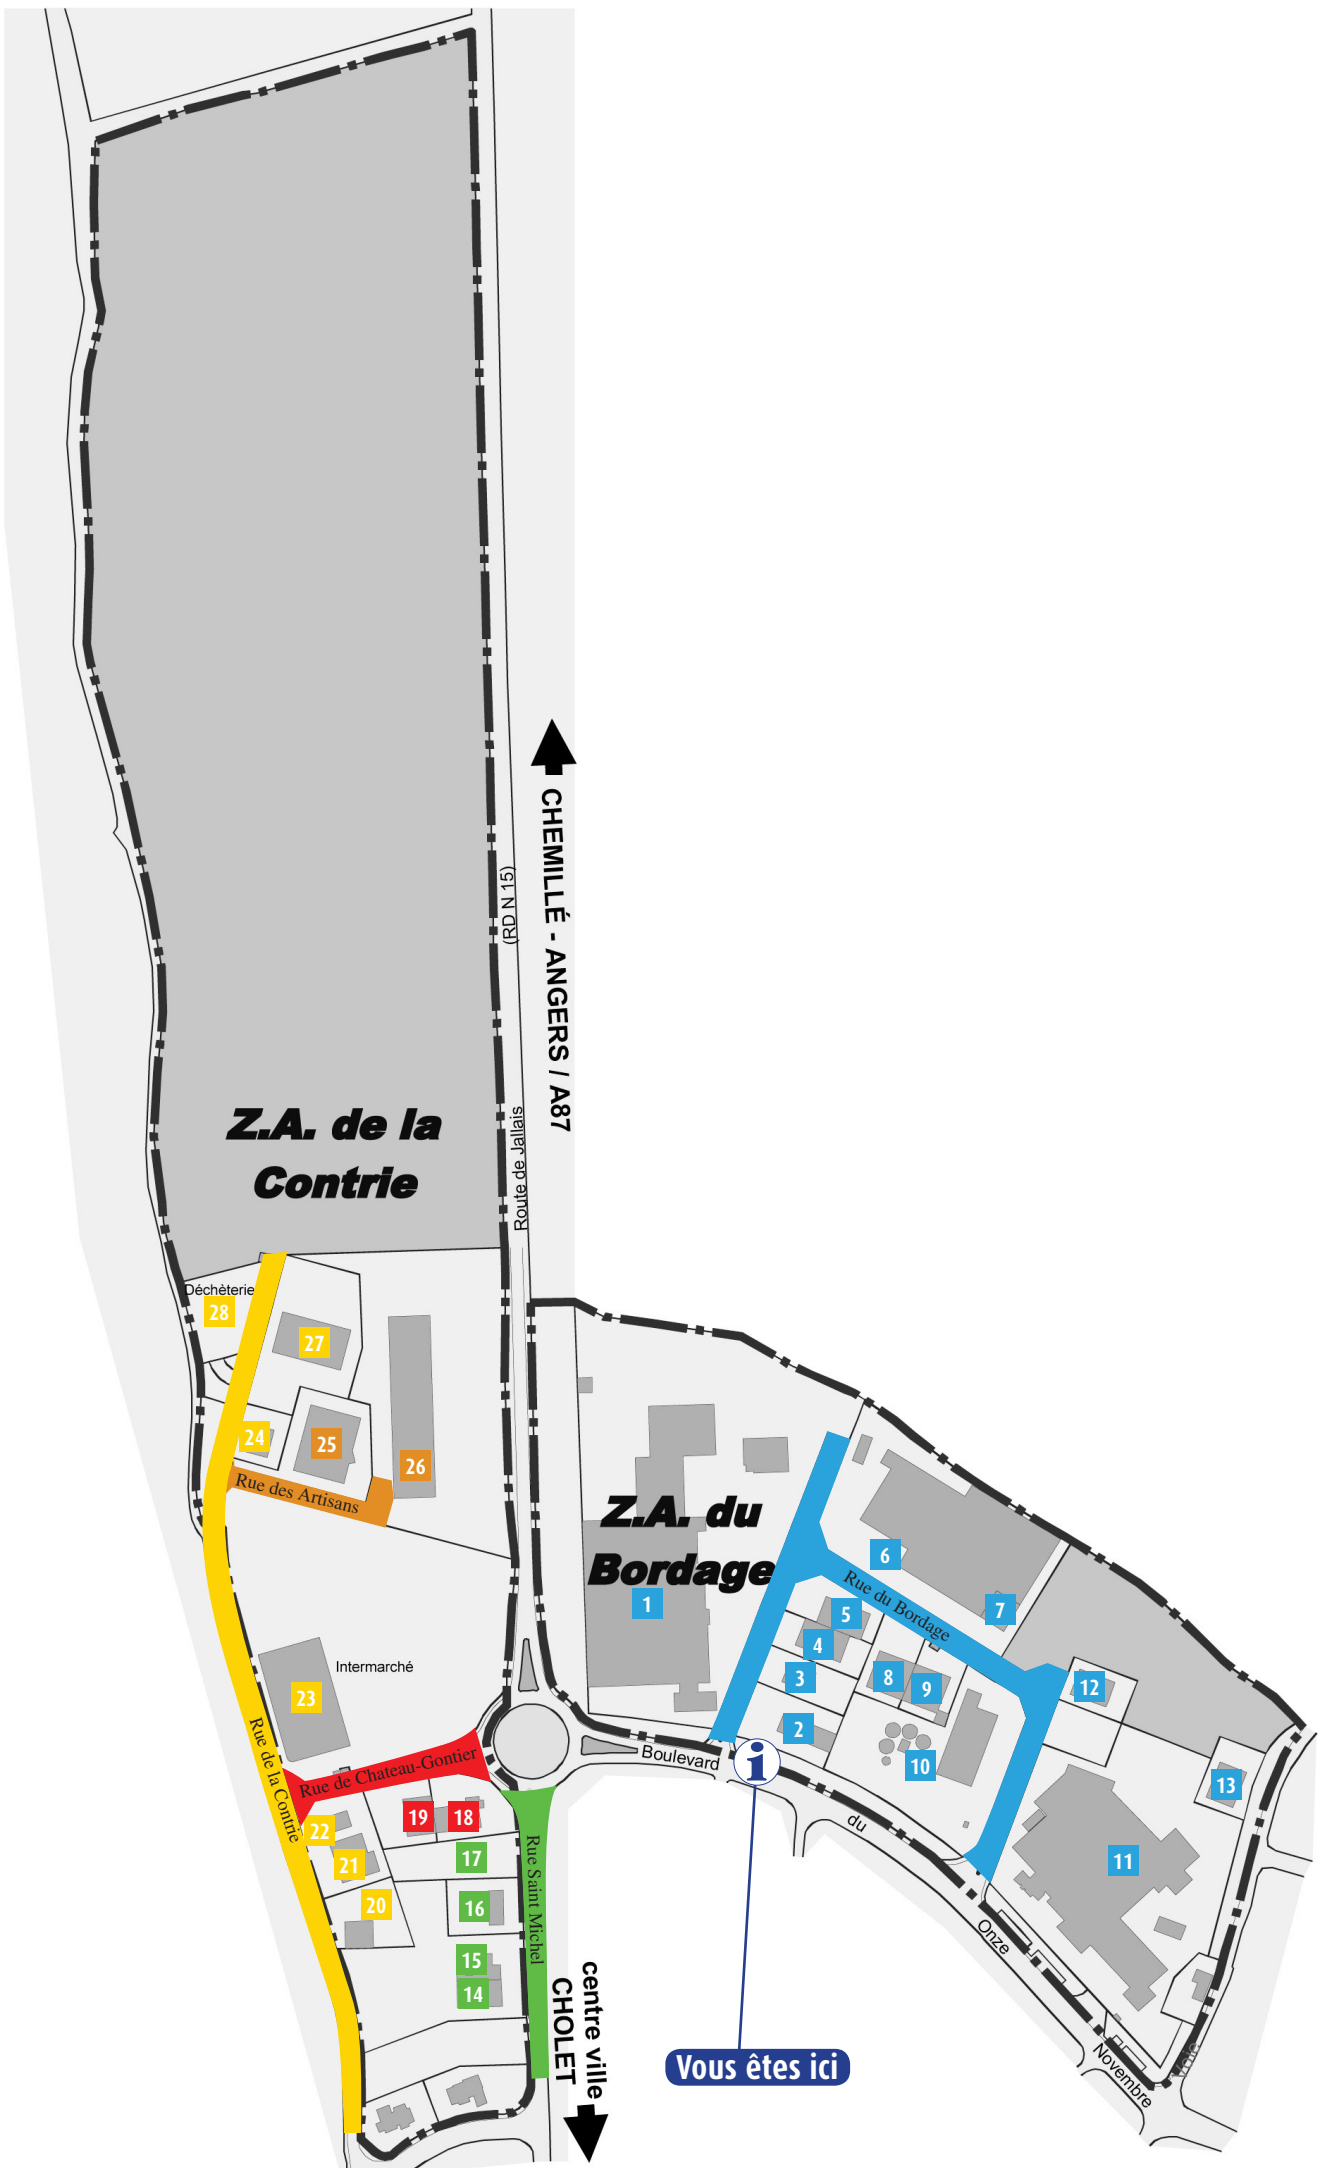 CHEMILLÉ - ANGERS / A87
(RD N 15)
Route de Jallais
Z.A. de la
Contrie
Déchèterie
28
27
24
25
26
Rue des Artisans
Z.A. du
Bordage
1
6
7
5
4
3
2
8
9
10
12
13
11
Rue du Bordage
Intermarché
23
Rue de la Contrie
Rue de Chateau-Gontier
22
21
20
19
18
17
16
15
14
Rue Saint Michel
Boulevard
du
Onze
Novembre
Voie
i
centre ville
CHOLET
Vous êtes ici